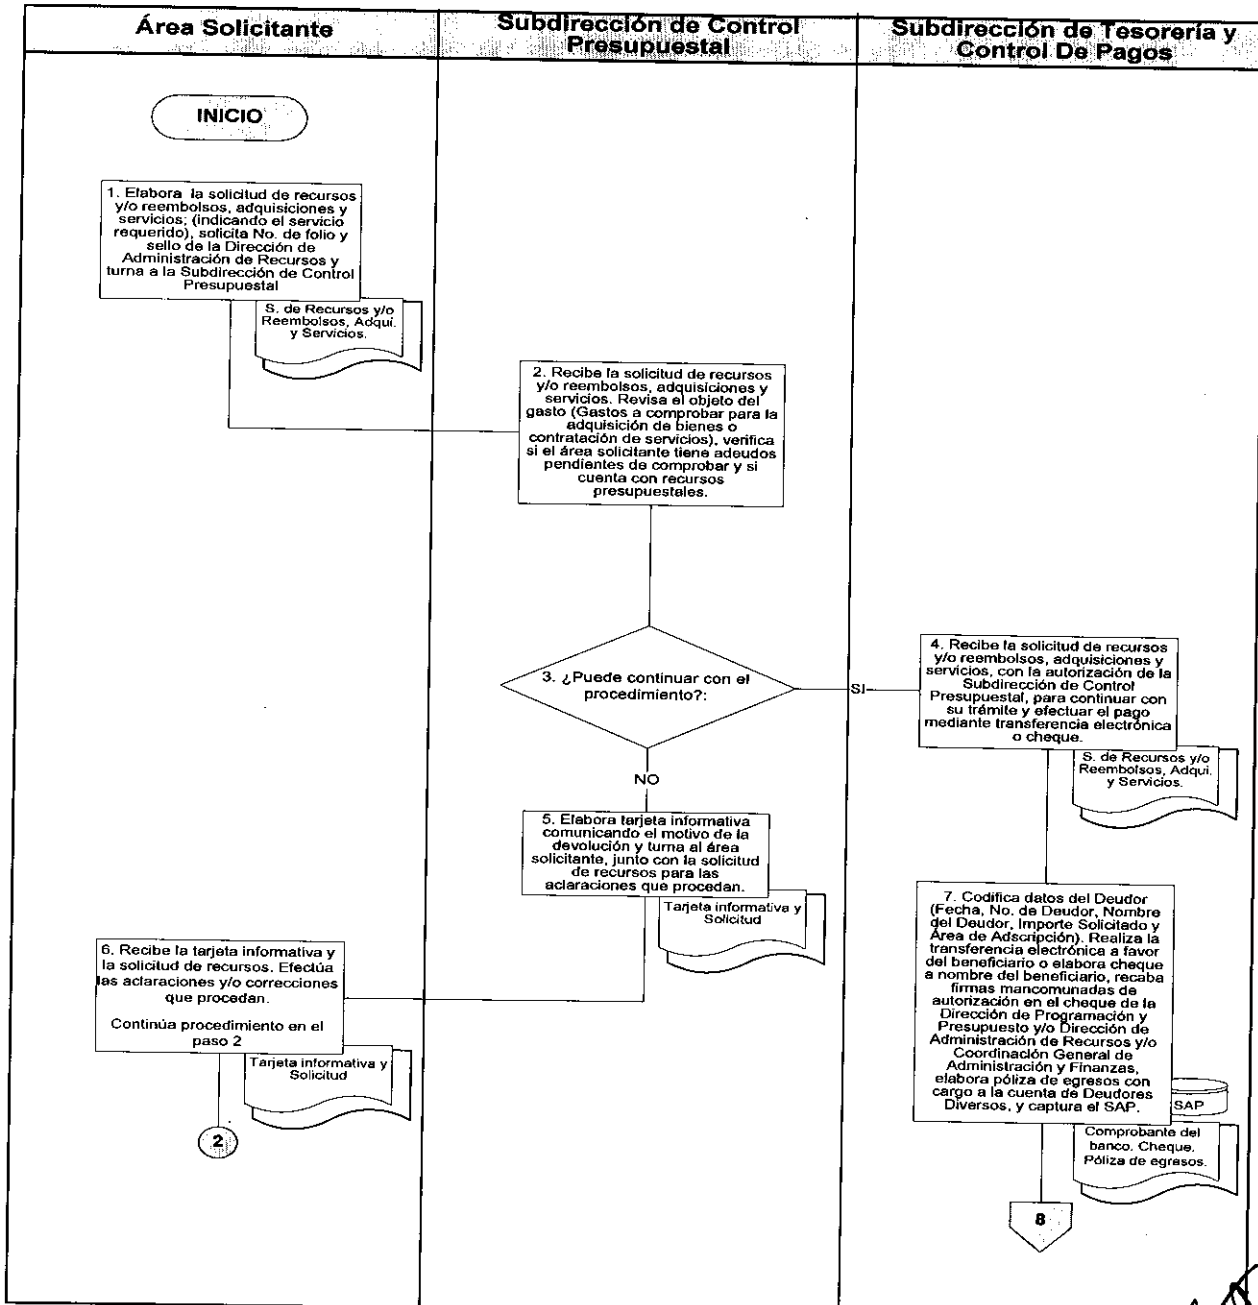 Área Solicitante
Subdirección de Control
Presupuestal
Subdirección de Tesorería y
Control De Pagos
INICIO
1. Elabora la solicitud de recursos
y/o reembolsos, adquisiciones y
servicios; (indicando el servicio
requerido), solicita No. de folio y
sello de la Dirección de
Administración de Recursos y
turna a la Subdirección de Control
Presupuestal
S. de Recursos y/o
Reembolsos, Adqui.
y Servicios.
2. Recibe la solicitud de recursos
y/o reembolsos, adquisiciones y
servicios. Revisa el objeto del
gasto (Gastos a comprobar para la
adquisición de bienes o
contratación de servicios), verifica
si el área solicitante tiene adeudos
pendientes de comprobar y si
cuenta con recursos
presupuestales.
3. ¿Puede continuar con el
procedimiento?:
SI
NO
4. Recibe la solicitud de recursos
y/o reembolsos, adquisiciones y
servicios, con la autorización de la
Subdirección de Control
Presupuestal, para continuar con
su trámite y efectuar el pago
mediante transferencia electrónica
o cheque.
S. de Recursos y/o
Reembolsos, Adqui.
y Servicios.
5. Elabora tarjeta informativa
comunicando el motivo de la
devolución y turna al área
solicitante, junto con la solicitud
de recursos para las
aclaraciones que procedan.
Tarjeta informativa y
Solicitud
6. Recibe la tarjeta informativa y
la solicitud de recursos. Efectúa
las aclaraciones y/o correcciones
que procedan.
Continúa procedimiento en el
paso 2
Tarjeta informativa y
Solicitud
2
7. Codifica datos del Deudor
(Fecha, No. de Deudor, Nombre
del Deudor, Importe Solicitado y
Área de Adscripción). Realiza la
transferencia electrónica a favor
del beneficiario o elabora cheque
a nombre del beneficiario, recaba
firmas mancomunadas de
autorización en el cheque de la
Dirección de Programación y
Presupuesto y/o Dirección de
Administración de Recursos y/o
Coordinación General de
Administración y Finanzas,
elabora póliza de egresos con
cargo a la cuenta de Deudores
Diversos, y captura el SAP.
SAP
Comprobante del
banco. Cheque.
Póliza de egresos.
8